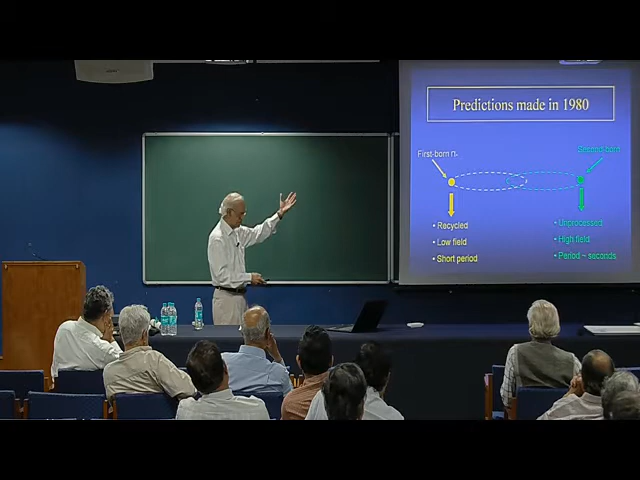 Predictions made in 1980
First-born n-
Second-born
• Recycled
• Low field
• Short period
• Unprocessed
• High field
• Period ~ seconds